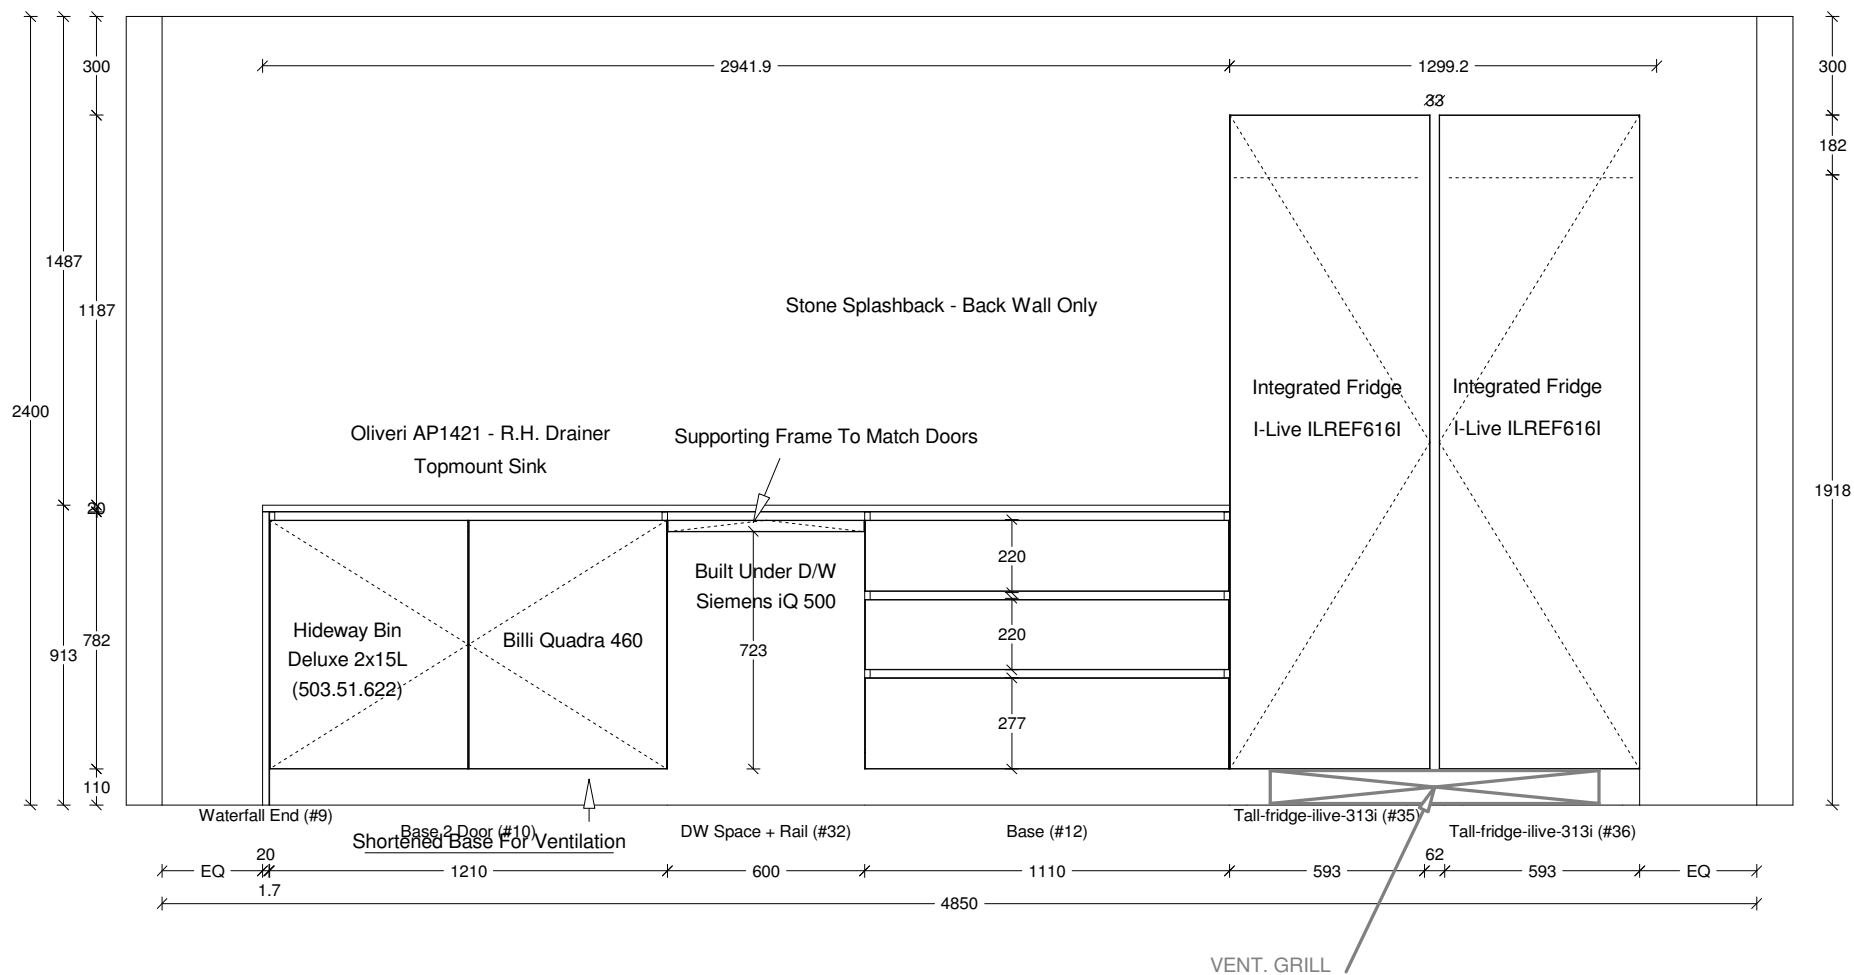 300
2941.9
1299.2
300
33
182
1487
1187
Stone Splashback - Back Wall Only
Integrated Fridge
I-Live ILREF616I
Integrated Fridge
I-Live ILREF616I
2400
Oliveri AP1421 - R.H. Drainer
Topmount Sink
Supporting Frame To Match Doors
1918
20
220
Built Under D/W
Siemens iQ 500
Hideway Bin
Deluxe 2x15L
(503.51.622)
Billi Quadra 460
723
220
277
913
782
110
Waterfall End (#9)
Base 2 Door (#10)
Shortened Base For Ventilation
DW Space + Rail (#32)
Base (#12)
Tall-fridge-ilive-313i (#35)
Tall-fridge-ilive-313i (#36)
EQ
20
1.7
1210
600
1110
593
62
593
EQ
4850
VENT. GRILL